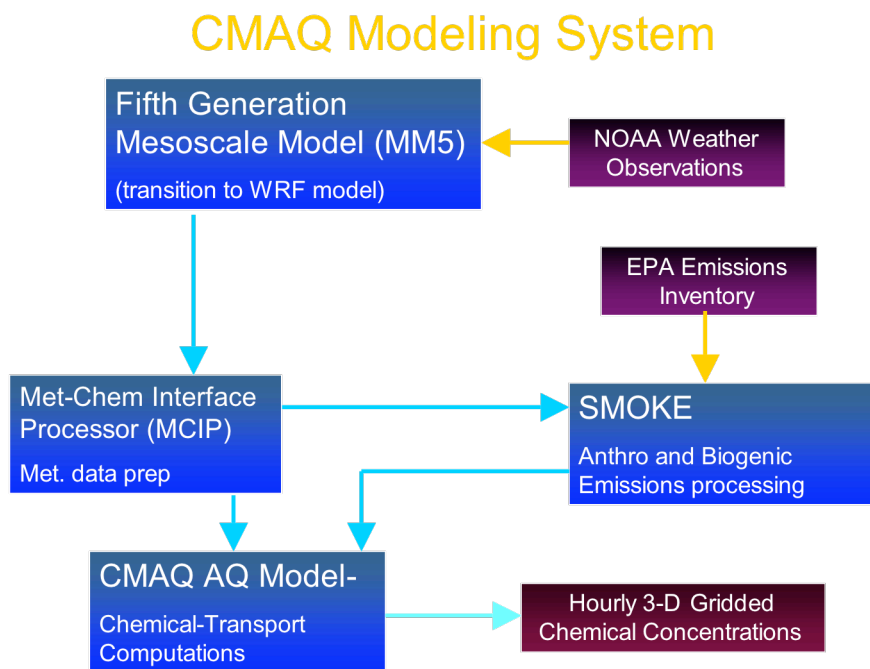 CMAQ Modeling System
Fifth Generation
Mesoscale Model (MM5)
(transition to WRF model)
NOAA Weather
Observations
EPA Emissions
Inventory
Met-Chem Interface
Processor (MCIP)
Met. data prep
SMOKE
Anthro and Biogenic
Emissions processing
CMAQ AQ Model-
Chemical-Transport
Computations
Hourly 3-D Gridded
Chemical Concentrations